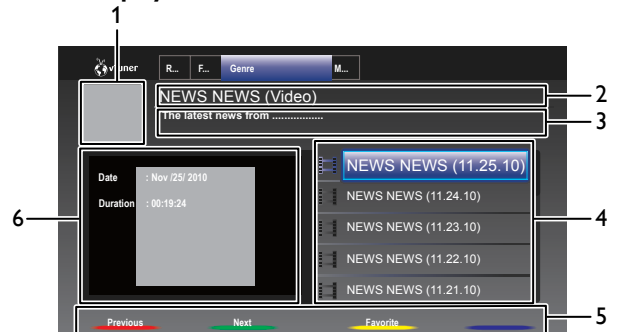 1
vTuner
R... F... Genre M...
NEWS NEWS (Video)
2
The latest news from .................
3
NEWS NEWS (11.25.10)
Date : Nov /25/ 2010
NEWS NEWS (11.24.10)
Duration : 00:19:24
6
4
NEWS NEWS (11.23.10)
NEWS NEWS (11.22.10)
NEWS NEWS (11.21.10)
Previous Next Favorite
5